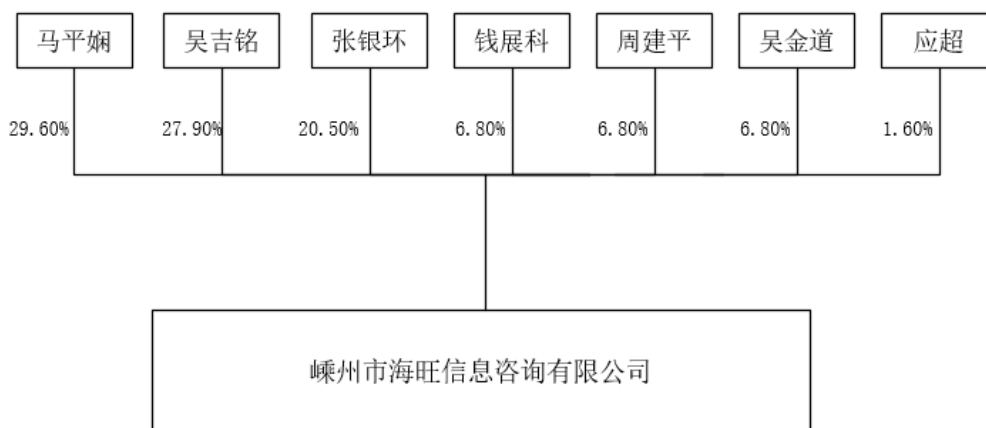 马平娴 吴吉铭 张银环 钱展科 周建平 吴金道 应超
29.60% 27.90% 20.50% 6.80% 6.80% 6.80% 1.60%
嵊州市海旺信息咨询有限公司